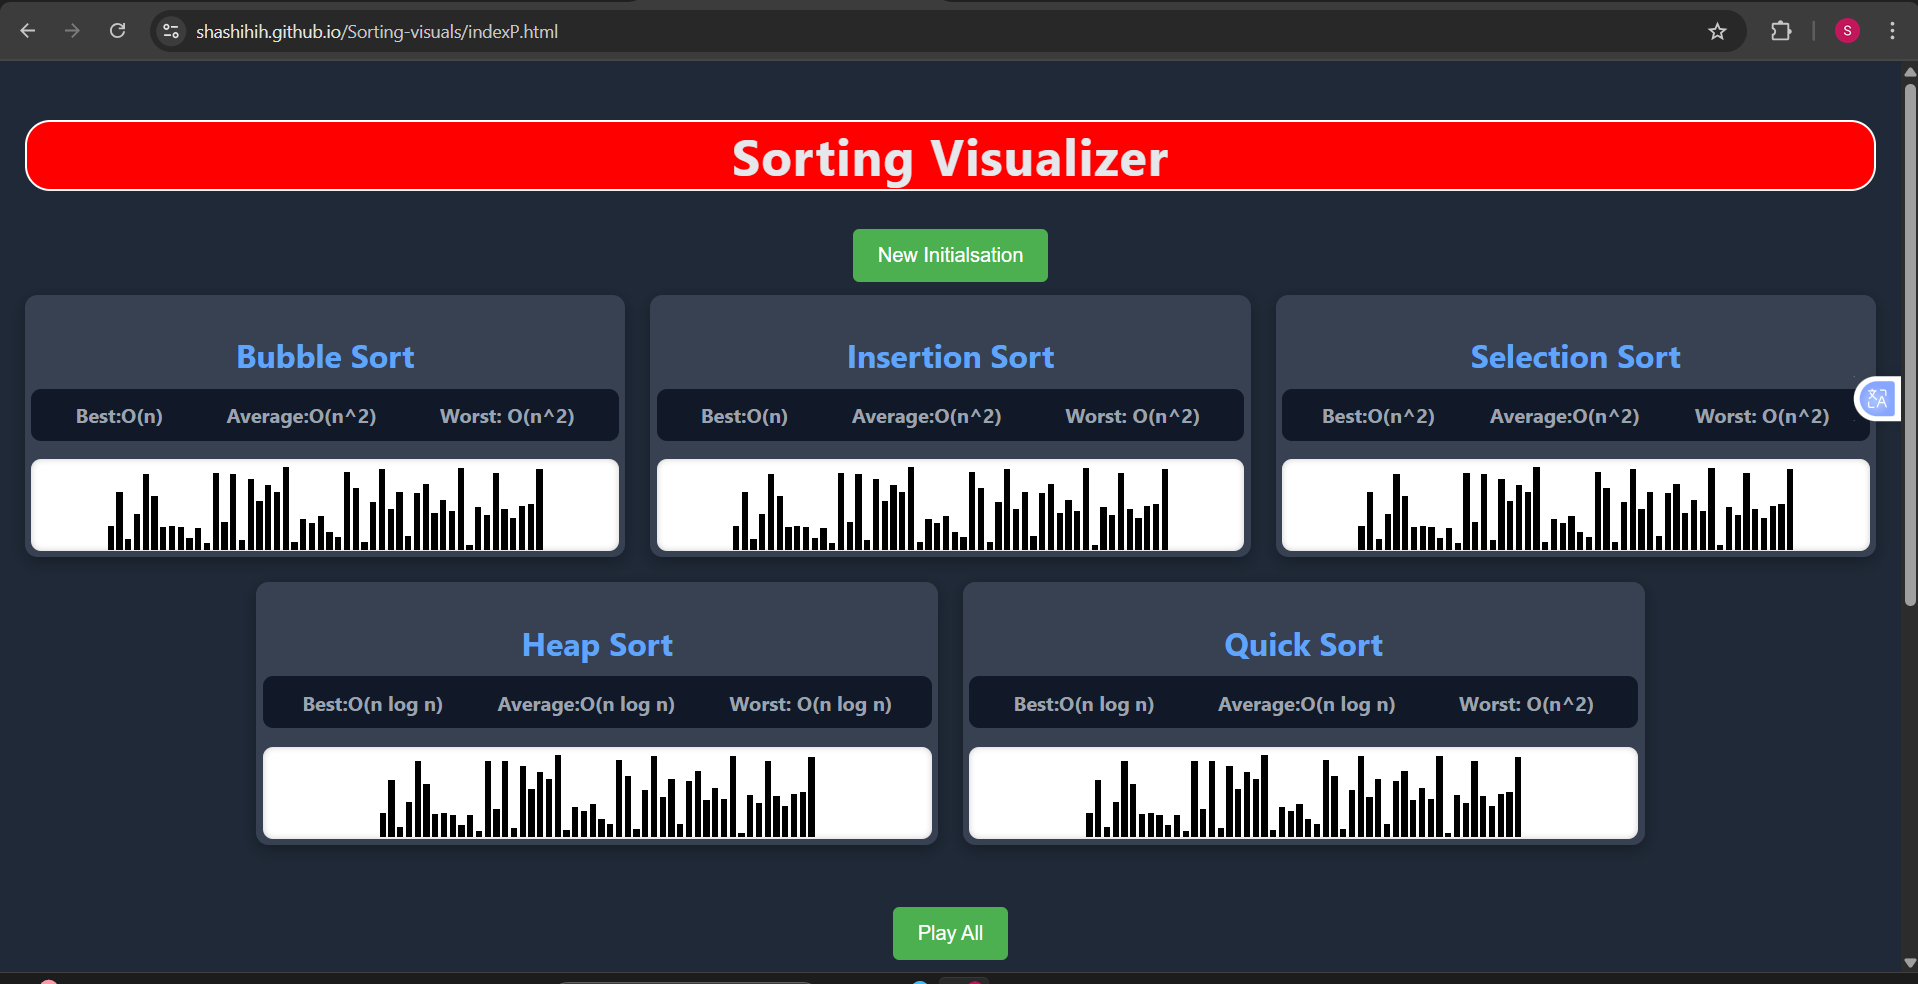 shashihih.github.io/Sorting-visuals/indexP.html
S
Sorting Visualizer
New Initialsation
Bubble Sort
Best:O(n) Average:O(n^2) Worst: O(n^2)
Insertion Sort
Best:O(n) Average:O(n^2) Worst: O(n^2)
Selection Sort
Best:O(n^2) Average:O(n^2) Worst: O(n^2)
文A
Heap Sort
Best:O(n log n) Average:O(n log n) Worst: O(n log n)
Quick Sort
Best:O(n log n) Average:O(n log n) Worst: O(n^2)
Play All